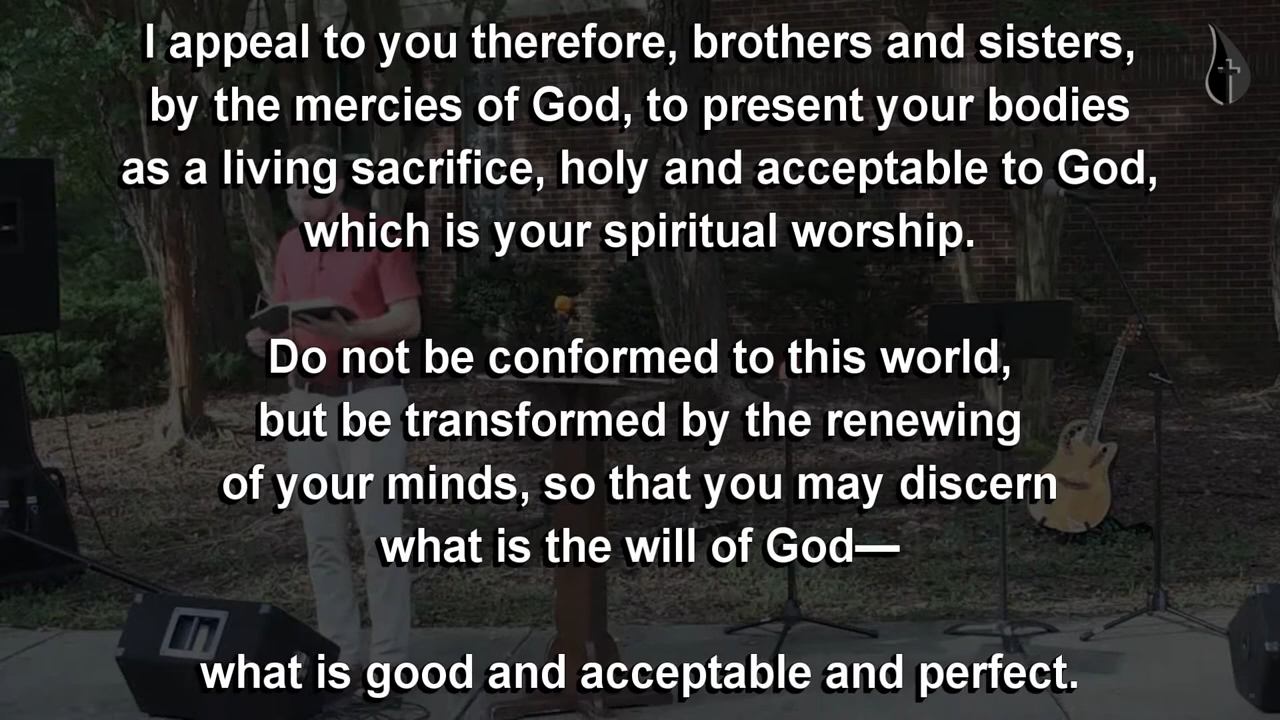 I appeal to you therefore, brothers and sisters,
by the mercies of God, to present your bodies
as a living sacrifice, holy and acceptable to God,
which is your spiritual worship.
Do not be conformed to this world,
but be transformed by the renewing
of your minds, so that you may discern
what is the will of God—
what is good and acceptable and perfect.